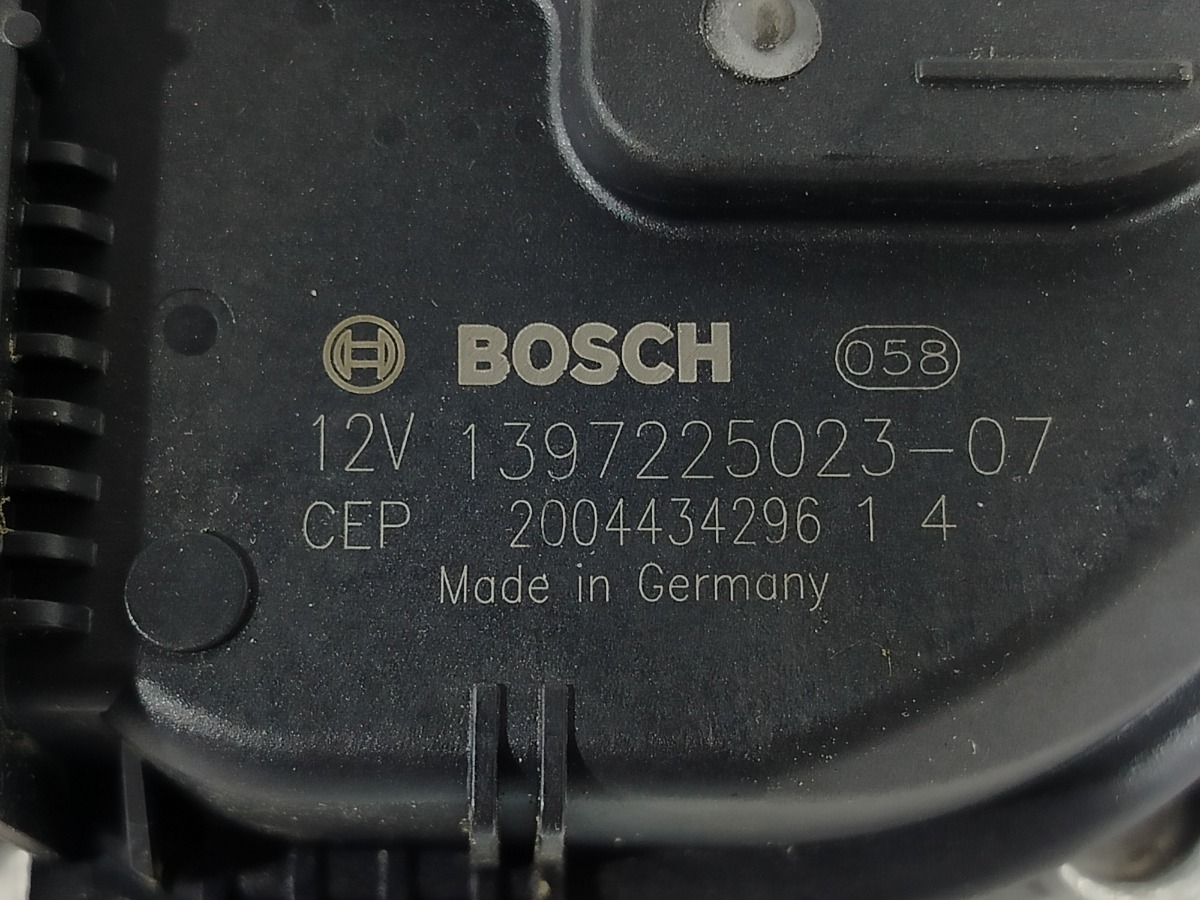 BOSCH 058
12V 1397225023-07
CEP 2004434296 1 4
Made in Germany